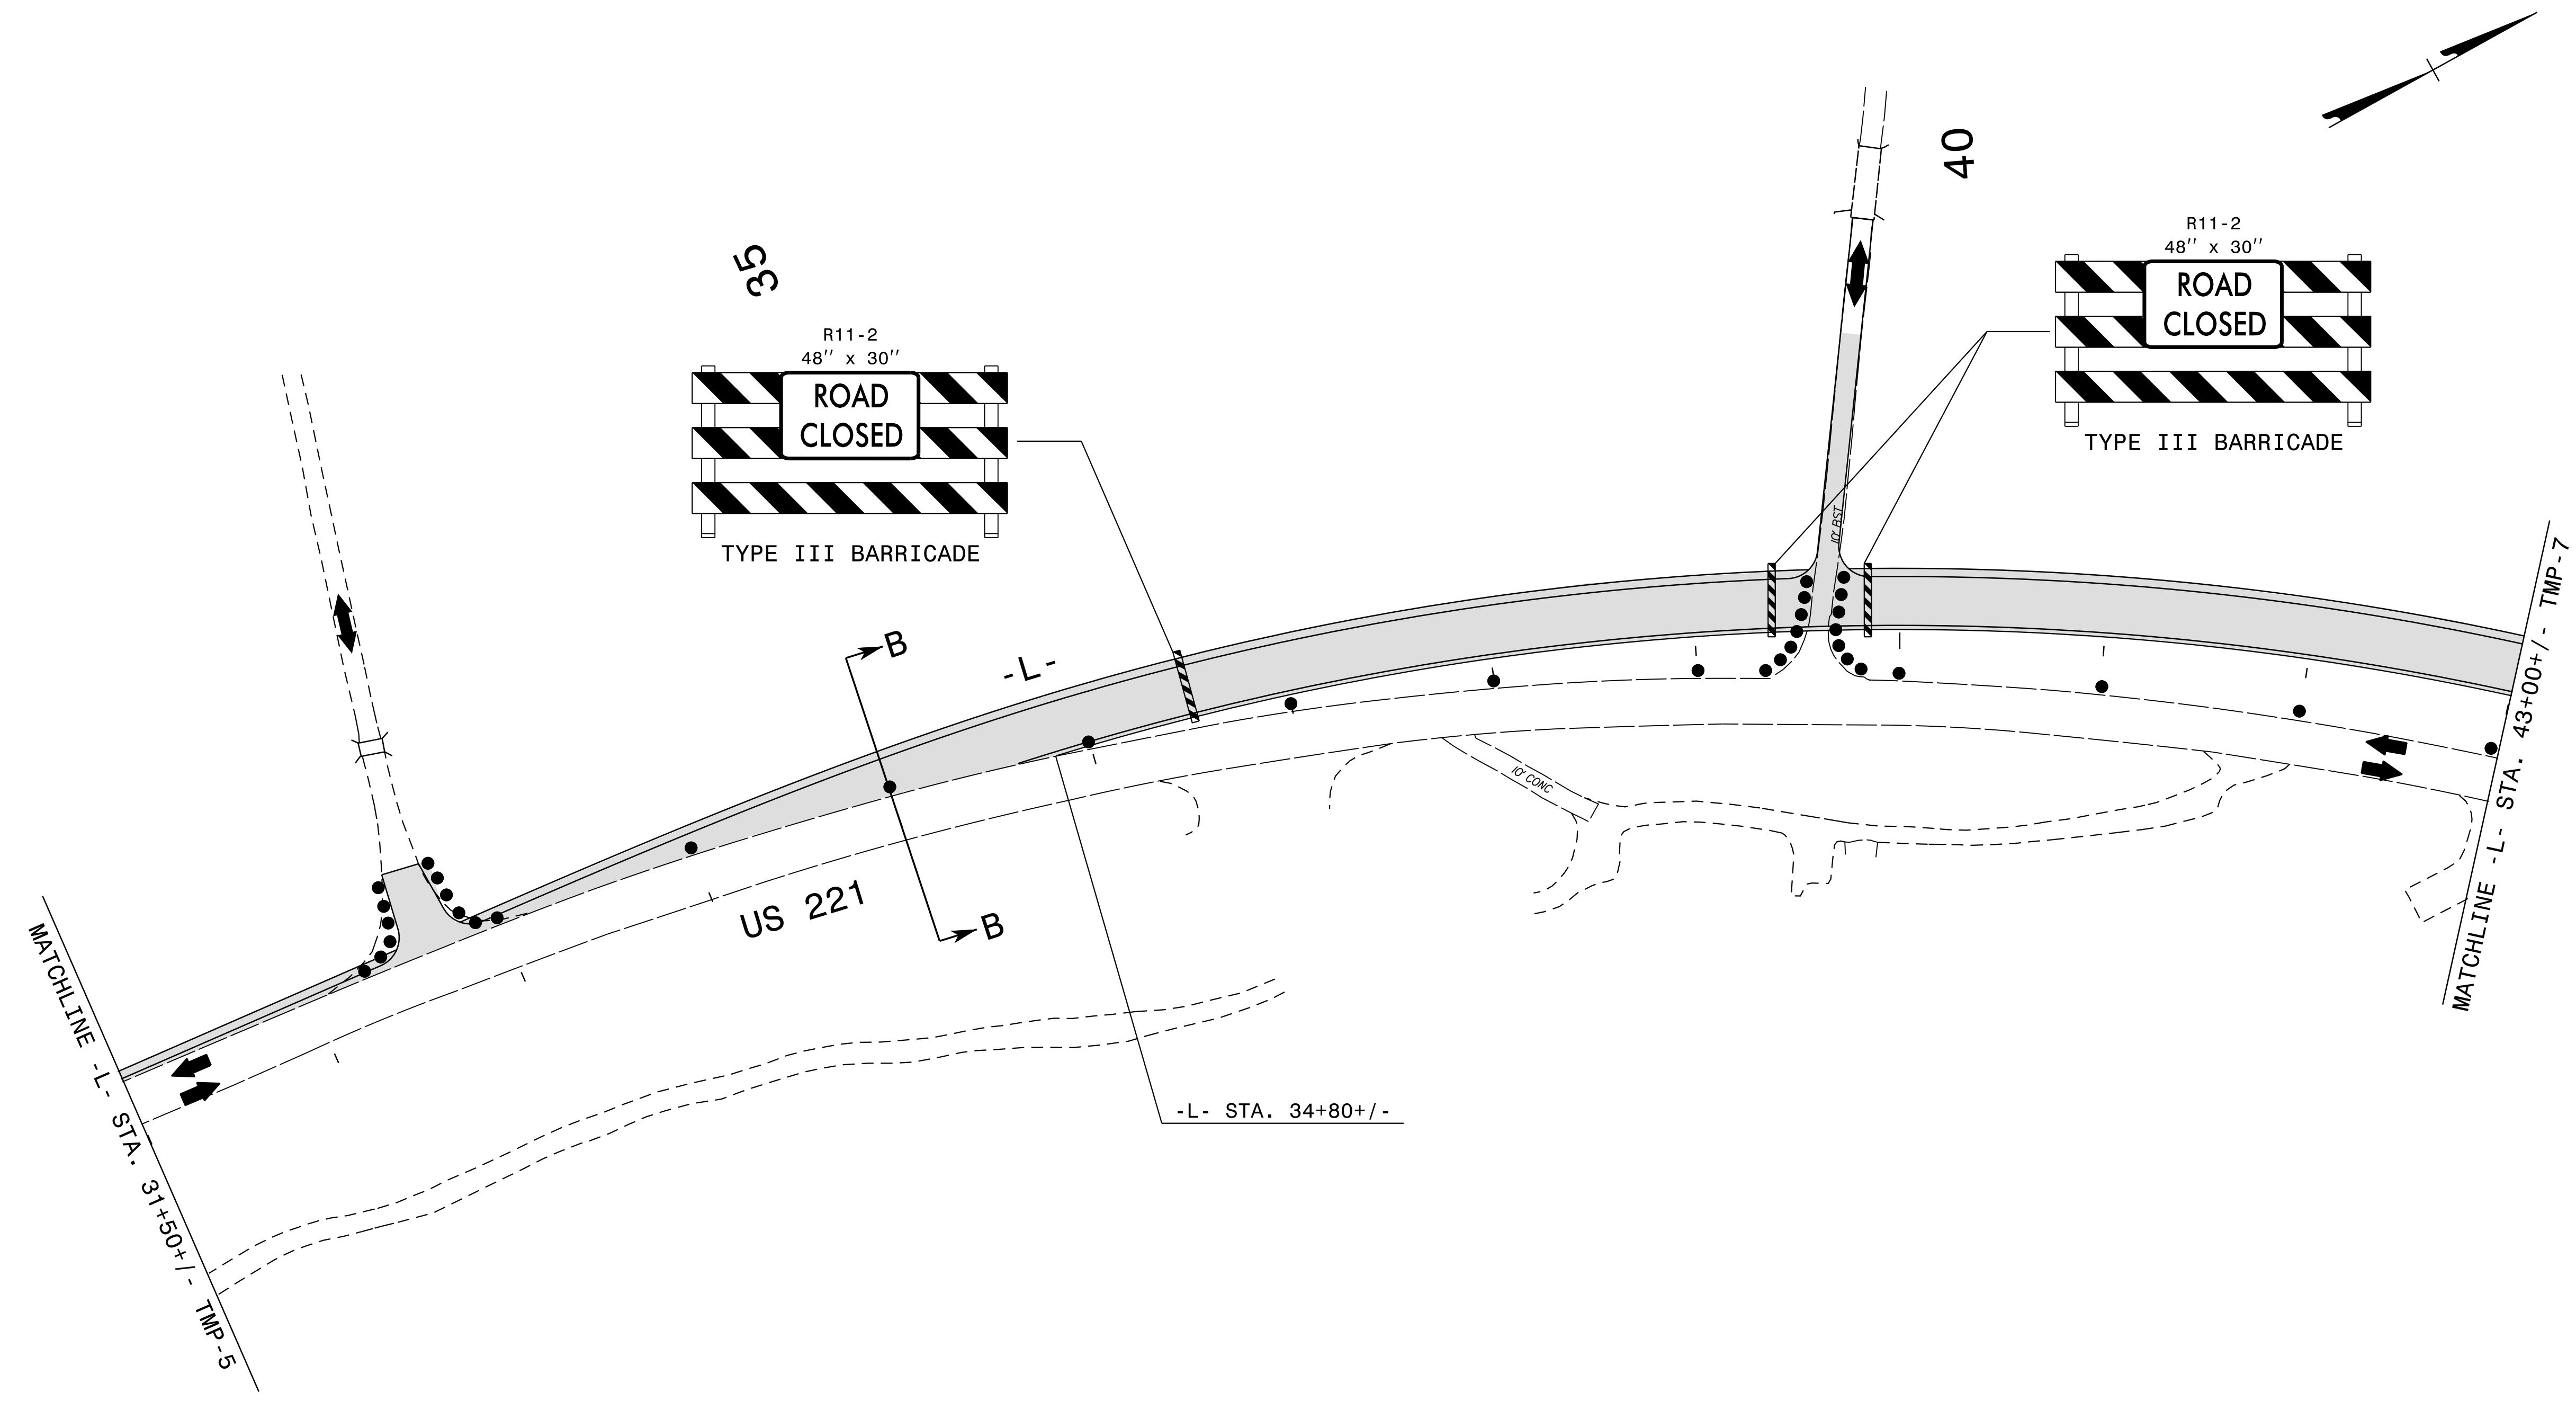 40
R11-2
48" x 30"
ROAD
CLOSED
TYPE III BARRICADE
35
R11-2
48" x 30"
ROAD
CLOSED
TYPE III BARRICADE
10' BST
B
-L-
MATCHLINE -L- STA. 43+00+/- TMP-7
10' CONC
US 221
B
MATCHLINE -L- STA. 31+50+/- TMP-5
-L- STA. 34+80+/-